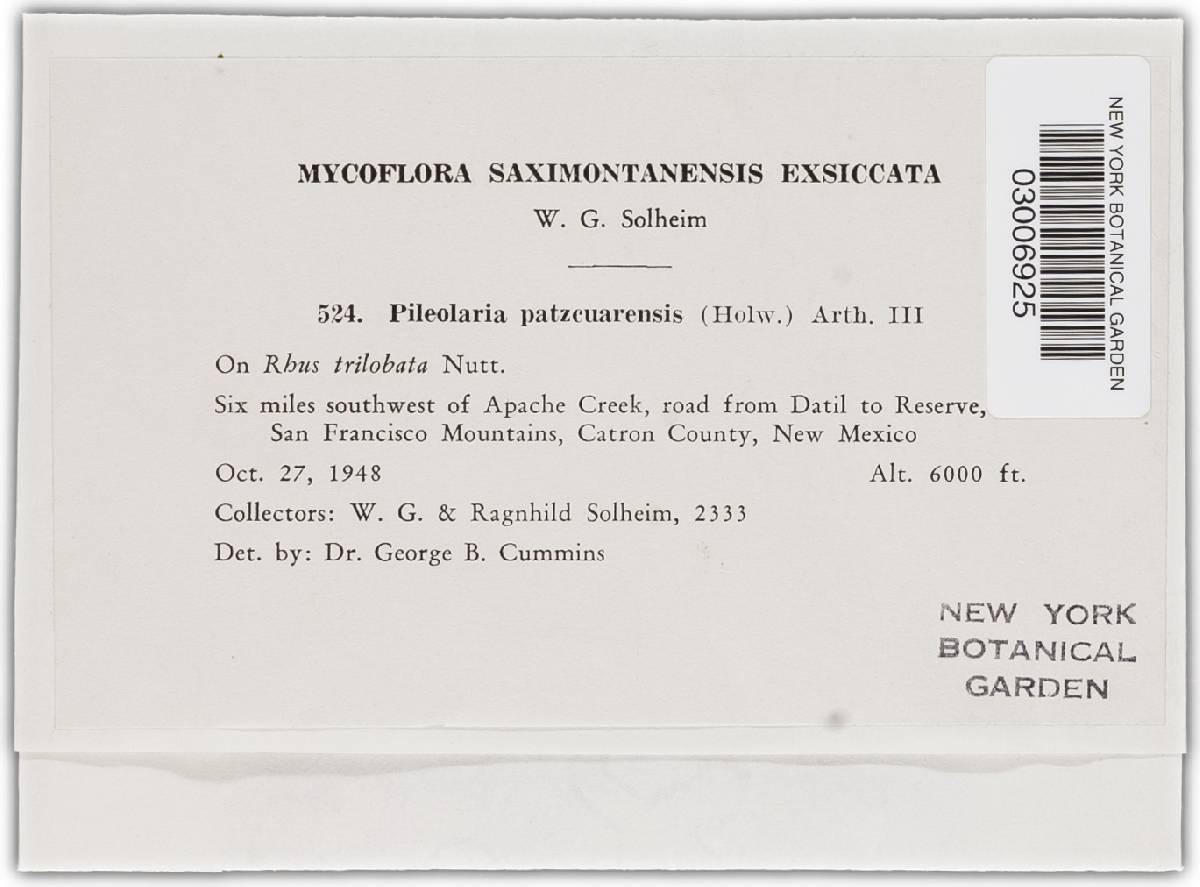 MYCOFLORA SAXIMONTANENSIS EXSICCATA
W. G. Solheim
524. Pileolaria patzcuarensis (Holw.) Arth. III
On Rhus trilobata Nutt.
Six miles southwest of Apache Creek, road from Datil to Reserve,
San Francisco Mountains, Catron County, New Mexico
Oct. 27, 1948 Alt. 6000 ft.
Collectors: W. G. & Ragnhild Solheim, 2333
Det. by: Dr. George B. Cummins
NEW YORK
BOTANICAL
GARDEN
NEW YORK BOTANICAL GARDEN
03006925